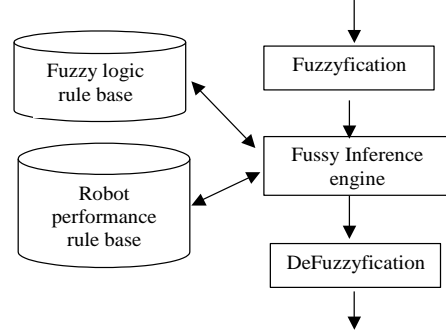 Fuzzy logic
rule base
Robot
performance
rule base
Fuzzyfication
Fussy Inference
engine
DeFuzzyfication